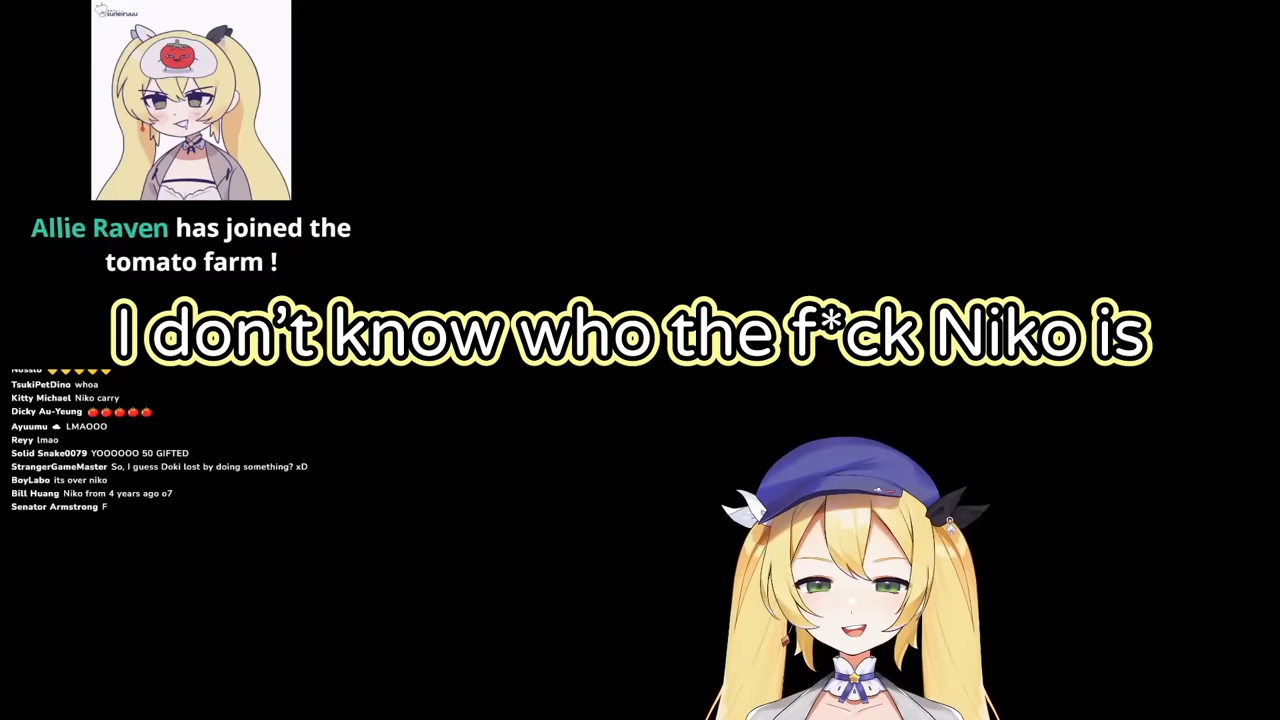 suneiruuu
Allie Raven has joined the
tomato farm !
I don't know who the f*ck Niko is
Nossto 💛💛💛💛💛
TsukiPetDino whoa
Kitty Michael Niko carry
Dicky Au-Yeung 🍅🍅🍅🍅🍅
Ayuumu ☁ LMAOOO
Reyy lmao
Solid Snake0079 YOOOOOO 50 GIFTED
StrangerGameMaster So, I guess Doki lost by doing something? xD
BoyLabo its over niko
Bill Huang Niko from 4 years ago o7
Senator Armstrong F